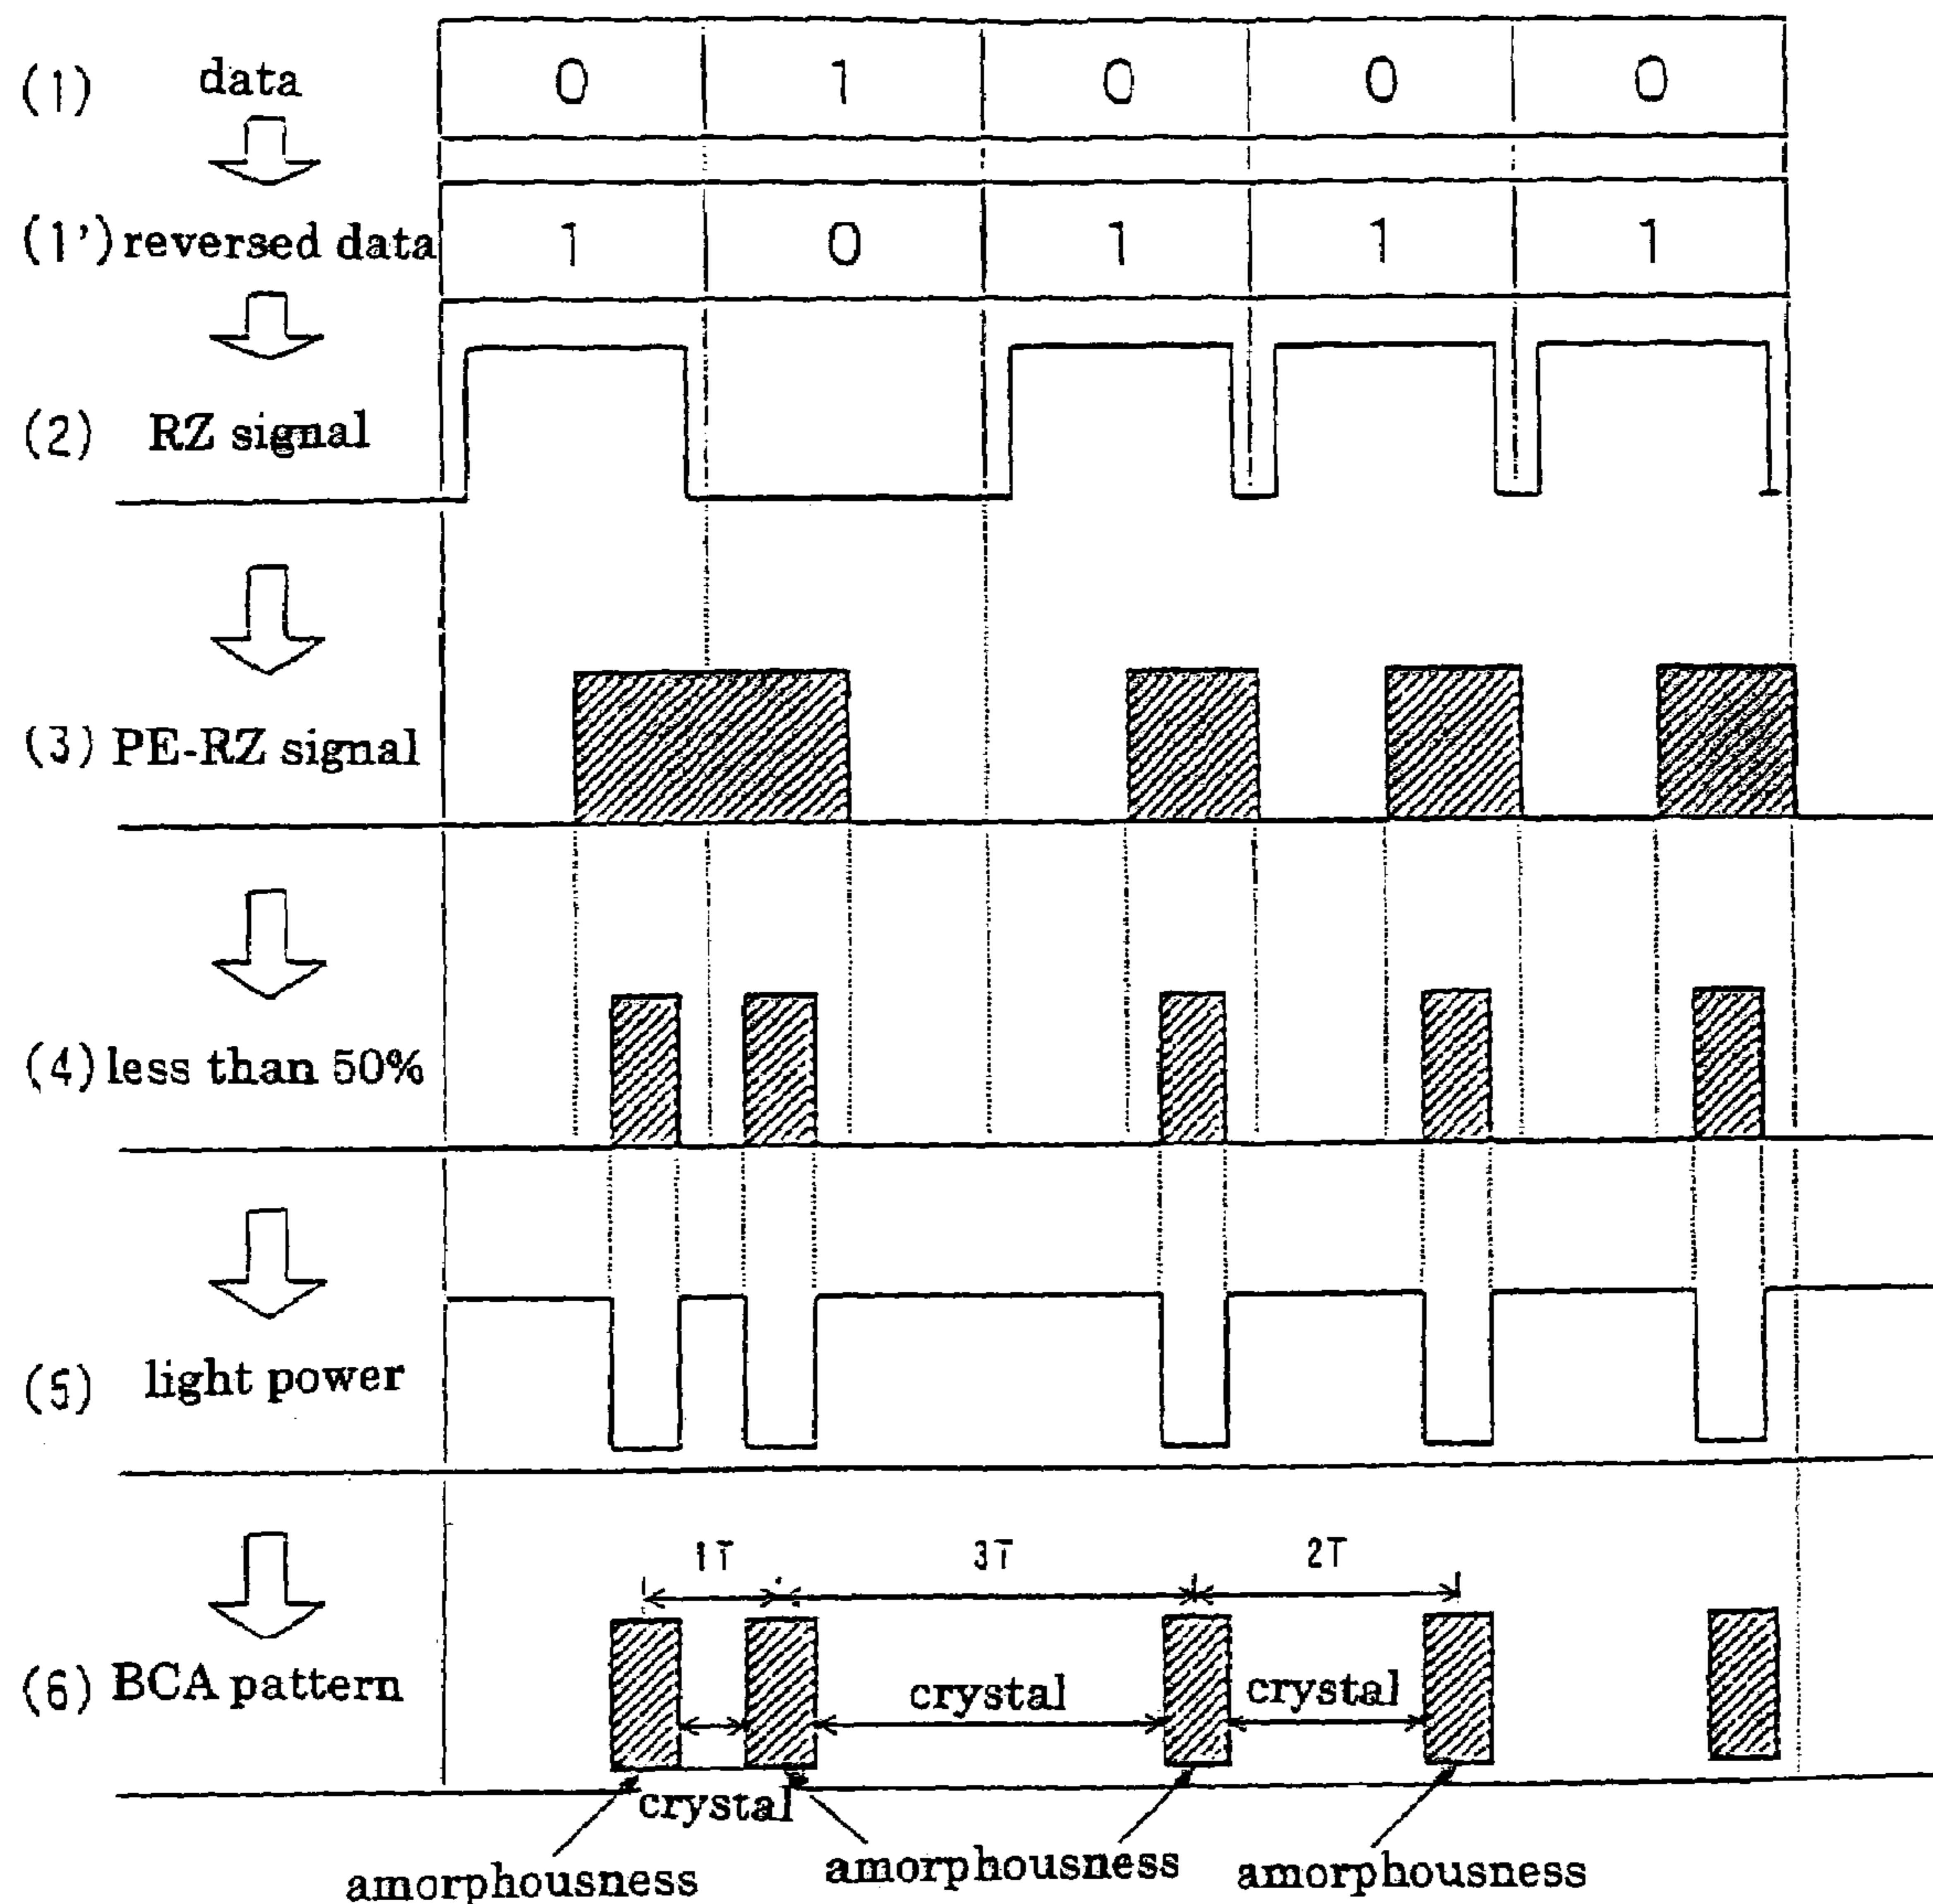 (1) data 0 1 0 0 0
(1') reversed data 1 0 1 1 1
(2) RZ signal
(3) PE-RZ signal
(4) less than 50%
(5) light power
1T 3T 2T
(6) BCA pattern crystal crystal
crystal
amorphousness amorphousness amorphousness